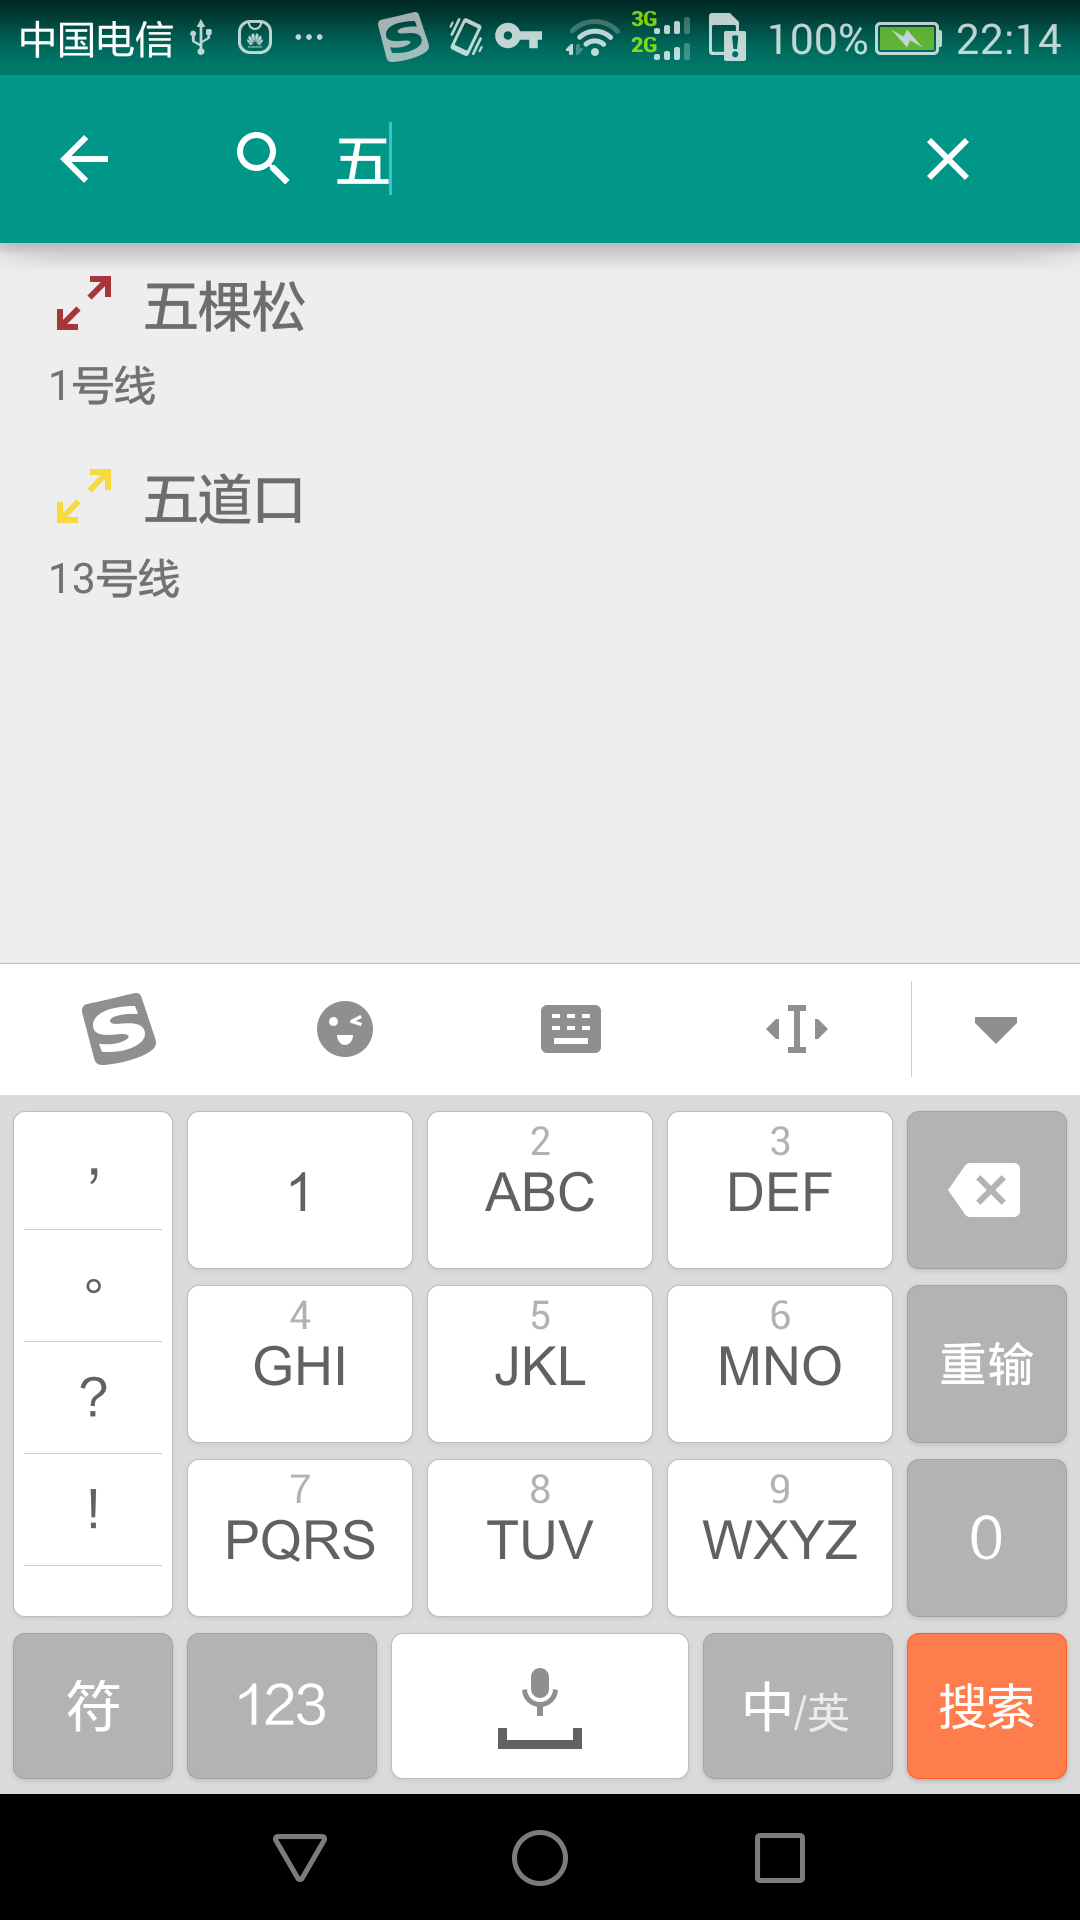 中国电信 ... 3G 2G 100% 22:14
五
五棵松
1号线
五道口
13号线
, 1 2 ABC 3 DEF
。 4 GHI 5 JKL 6 MNO 重输
? 7 PQRS 8 TUV 9 WXYZ 0
!
符 123 中/英 搜索